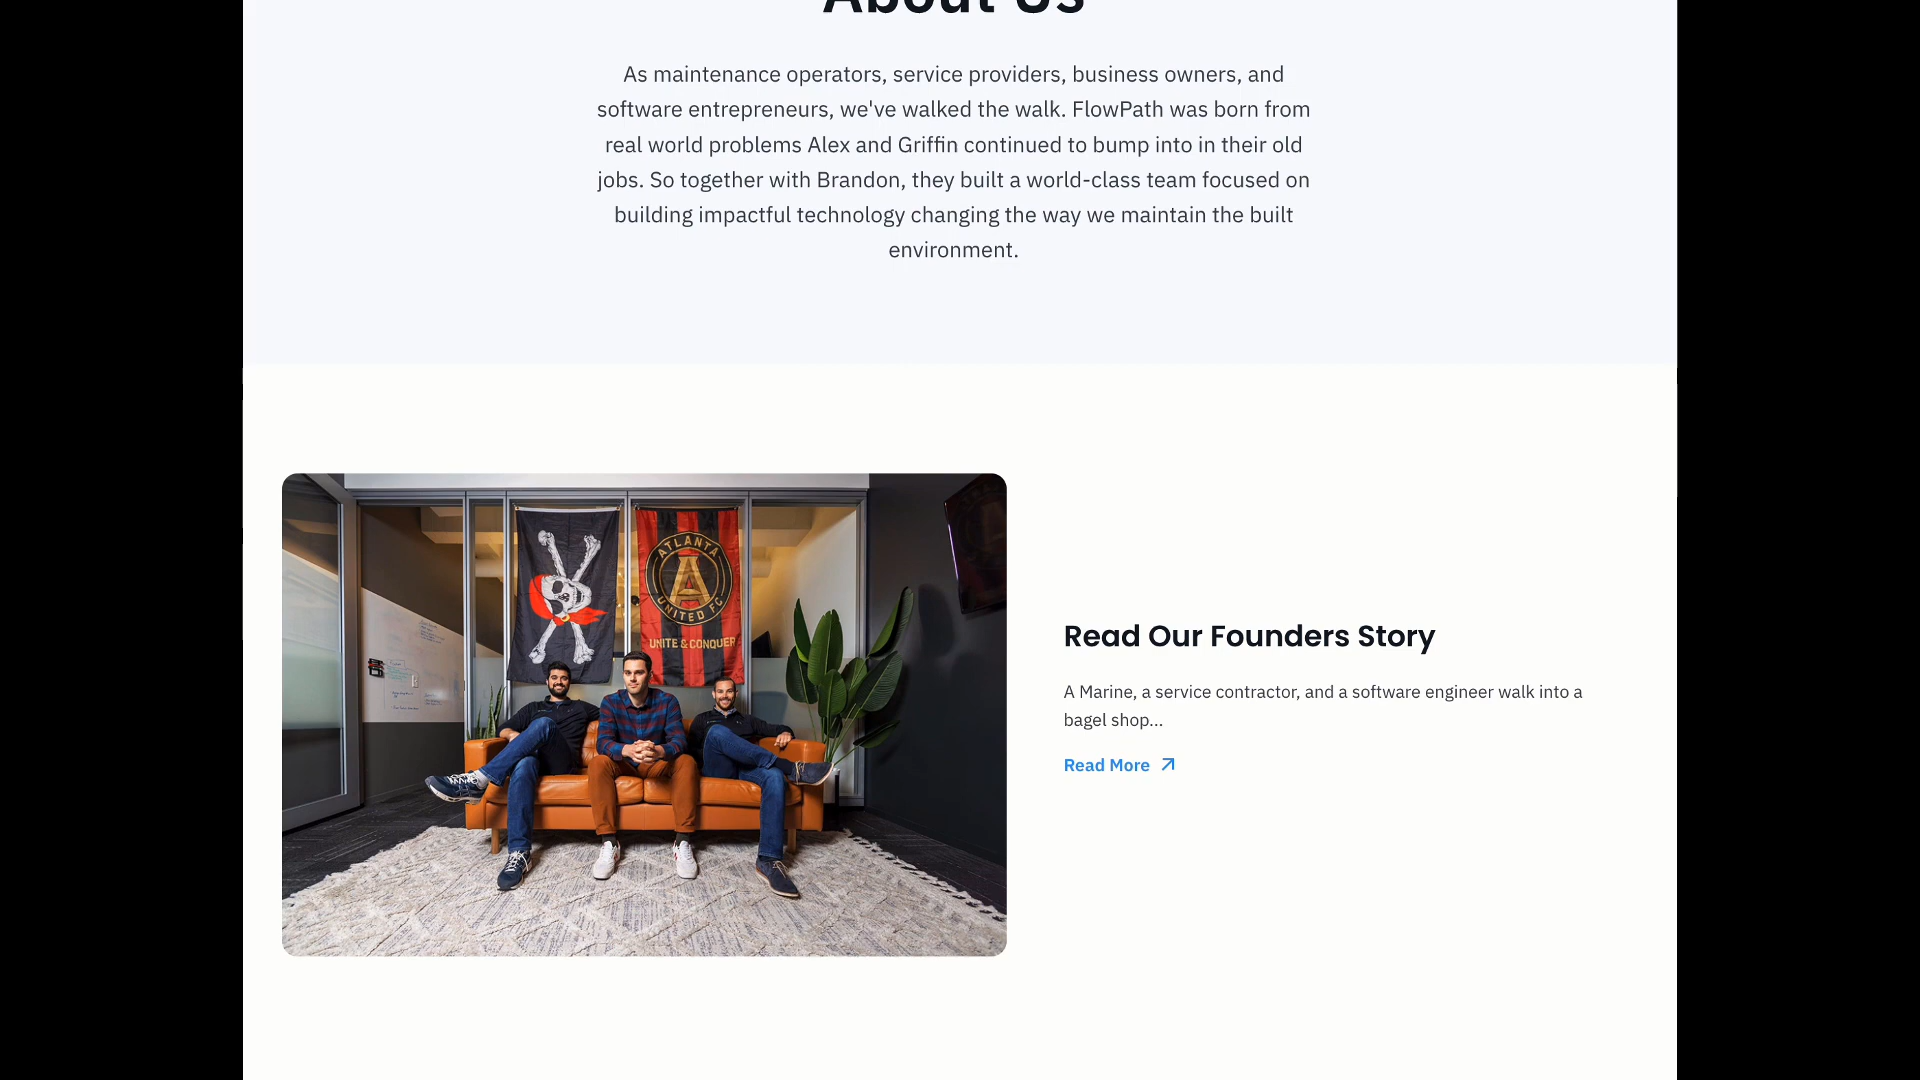 About Us
As maintenance operators, service providers, business owners, and
software entrepreneurs, we've walked the walk. FlowPath was born from
real world problems Alex and Griffin continued to bump into in their old
jobs. So together with Brandon, they built a world-class team focused on
building impactful technology changing the way we maintain the built
environment.
ATLANTA
A
UNITED FC
UNITE & CONQUER
Read Our Founders Story
A Marine, a service contractor, and a software engineer walk into a
bagel shop...
Read More